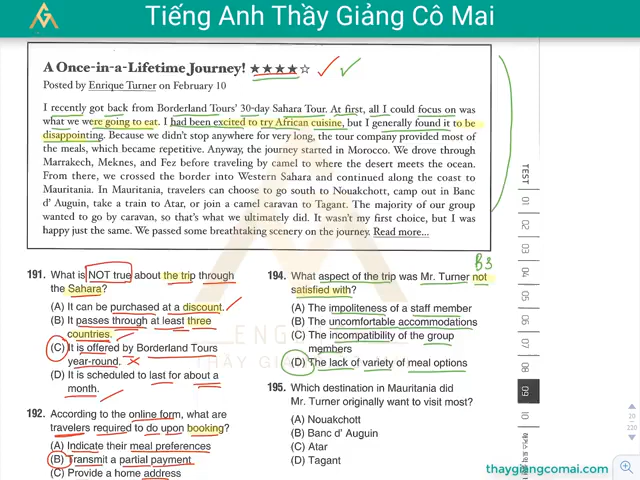 Tiếng Anh Thầy Giảng Cô Mai
A Once-in-a-Lifetime Journey! ★★★★☆
Posted by Enrique Turner on February 10
I recently got back from Borderland Tours' 30-day Sahara Tour. At first, all I could focus on was
what we were going to eat. I had been excited to try African cuisine, but I generally found it to be
disappointing. Because we didn't stop anywhere for very long, the tour company provided most of
the meals, which became repetitive. Anyway, the journey started in Morocco. We drove through
Marrakech, Meknes, and Fez before traveling by camel to where the desert meets the ocean.
From there, we crossed the border into Western Sahara and continued along the coast to
Mauritania. In Mauritania, travelers can choose to go south to Nouakchott, camp out in Banc
d' Auguin, take a train to Atar, or join a camel caravan to Tagant. The majority of our group
wanted to go by caravan, so that's what we ultimately did. It wasn't my first choice, but I was
happy just the same. We passed some breathtaking scenery on the journey. Read more...
191. What is NOT true about the trip through
the Sahara?
(A) It can be purchased at a discount.
(B) It passes through at least three
countries.
(C) It is offered by Borderland Tours
year-round.
(D) It is scheduled to last for about a
month.
192. According to the online form, what are
travelers required to do upon booking?
(A) Indicate their meal preferences
(B) Transmit a partial payment
(C) Provide a home address
B3
194. What aspect of the trip was Mr. Turner not
satisfied with?
(A) The impoliteness of a staff member
(B) The uncomfortable accommodations
(C) The incompatibility of the group
members
(D) The lack of variety of meal options
195. Which destination in Mauritania did
Mr. Turner originally want to visit most?
(A) Nouakchott
(B) Banc d' Auguin
(C) Atar
(D) Tagant
TEST
01
02
03
04
05
06
07
08
09
10
THẦY GIẢNG
thaygiangcomai.com
220